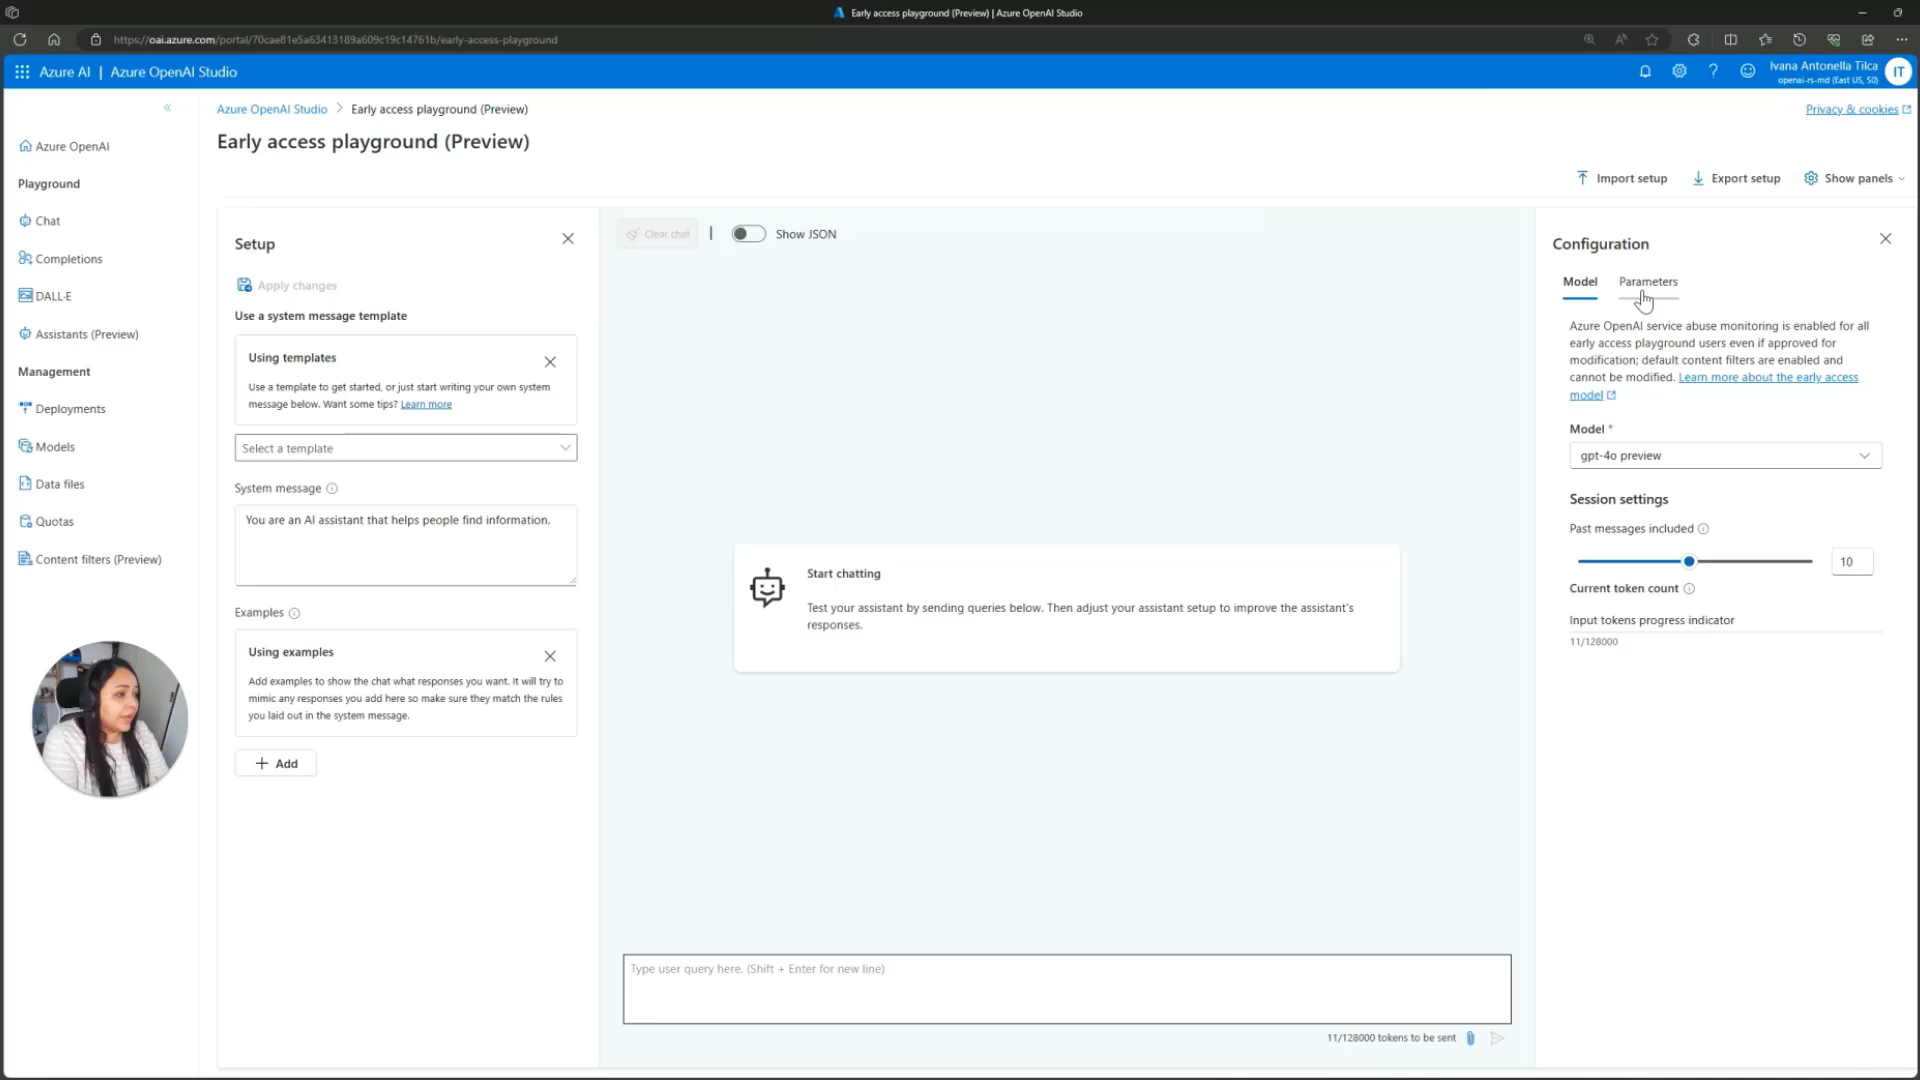 Early access playground (Preview) | Azure OpenAI Studio
https://oai.azure.com/portal/70cae81e5a63413189a609c19c14761b/early-access-playground
Azure AI | Azure OpenAI Studio
Ivana Antonella Tilca
openai-rs-md (East US, S0)
IT
Azure OpenAI Studio > Early access playground (Preview)
Privacy & cookies
Early access playground (Preview)
Import setup
Export setup
Show panels
Azure OpenAI
Playground
Chat
Completions
DALL·E
Assistants (Preview)
Management
Deployments
Models
Data files
Quotas
Content filters (Preview)
Setup
Apply changes
Use a system message template
Using templates
Use a template to get started, or just start writing your own system
message below. Want some tips? Learn more
Select a template
System message
You are an AI assistant that helps people find information.
Examples
Using examples
Add examples to show the chat what responses you want. It will try to
mimic any responses you add here so make sure they match the rules
you laid out in the system message.
Add
Clear chat
Show JSON
Start chatting
Test your assistant by sending queries below. Then adjust your assistant setup to improve the assistant's
responses.
Type user query here. (Shift + Enter for new line)
11/128000 tokens to be sent
Configuration
Model
Parameters
Azure OpenAI service abuse monitoring is enabled for all
early access playground users even if approved for
modification; default content filters are enabled and
cannot be modified. Learn more about the early access
model
Model *
gpt-4o preview
Session settings
Past messages included
10
Current token count
Input tokens progress indicator
11/128000